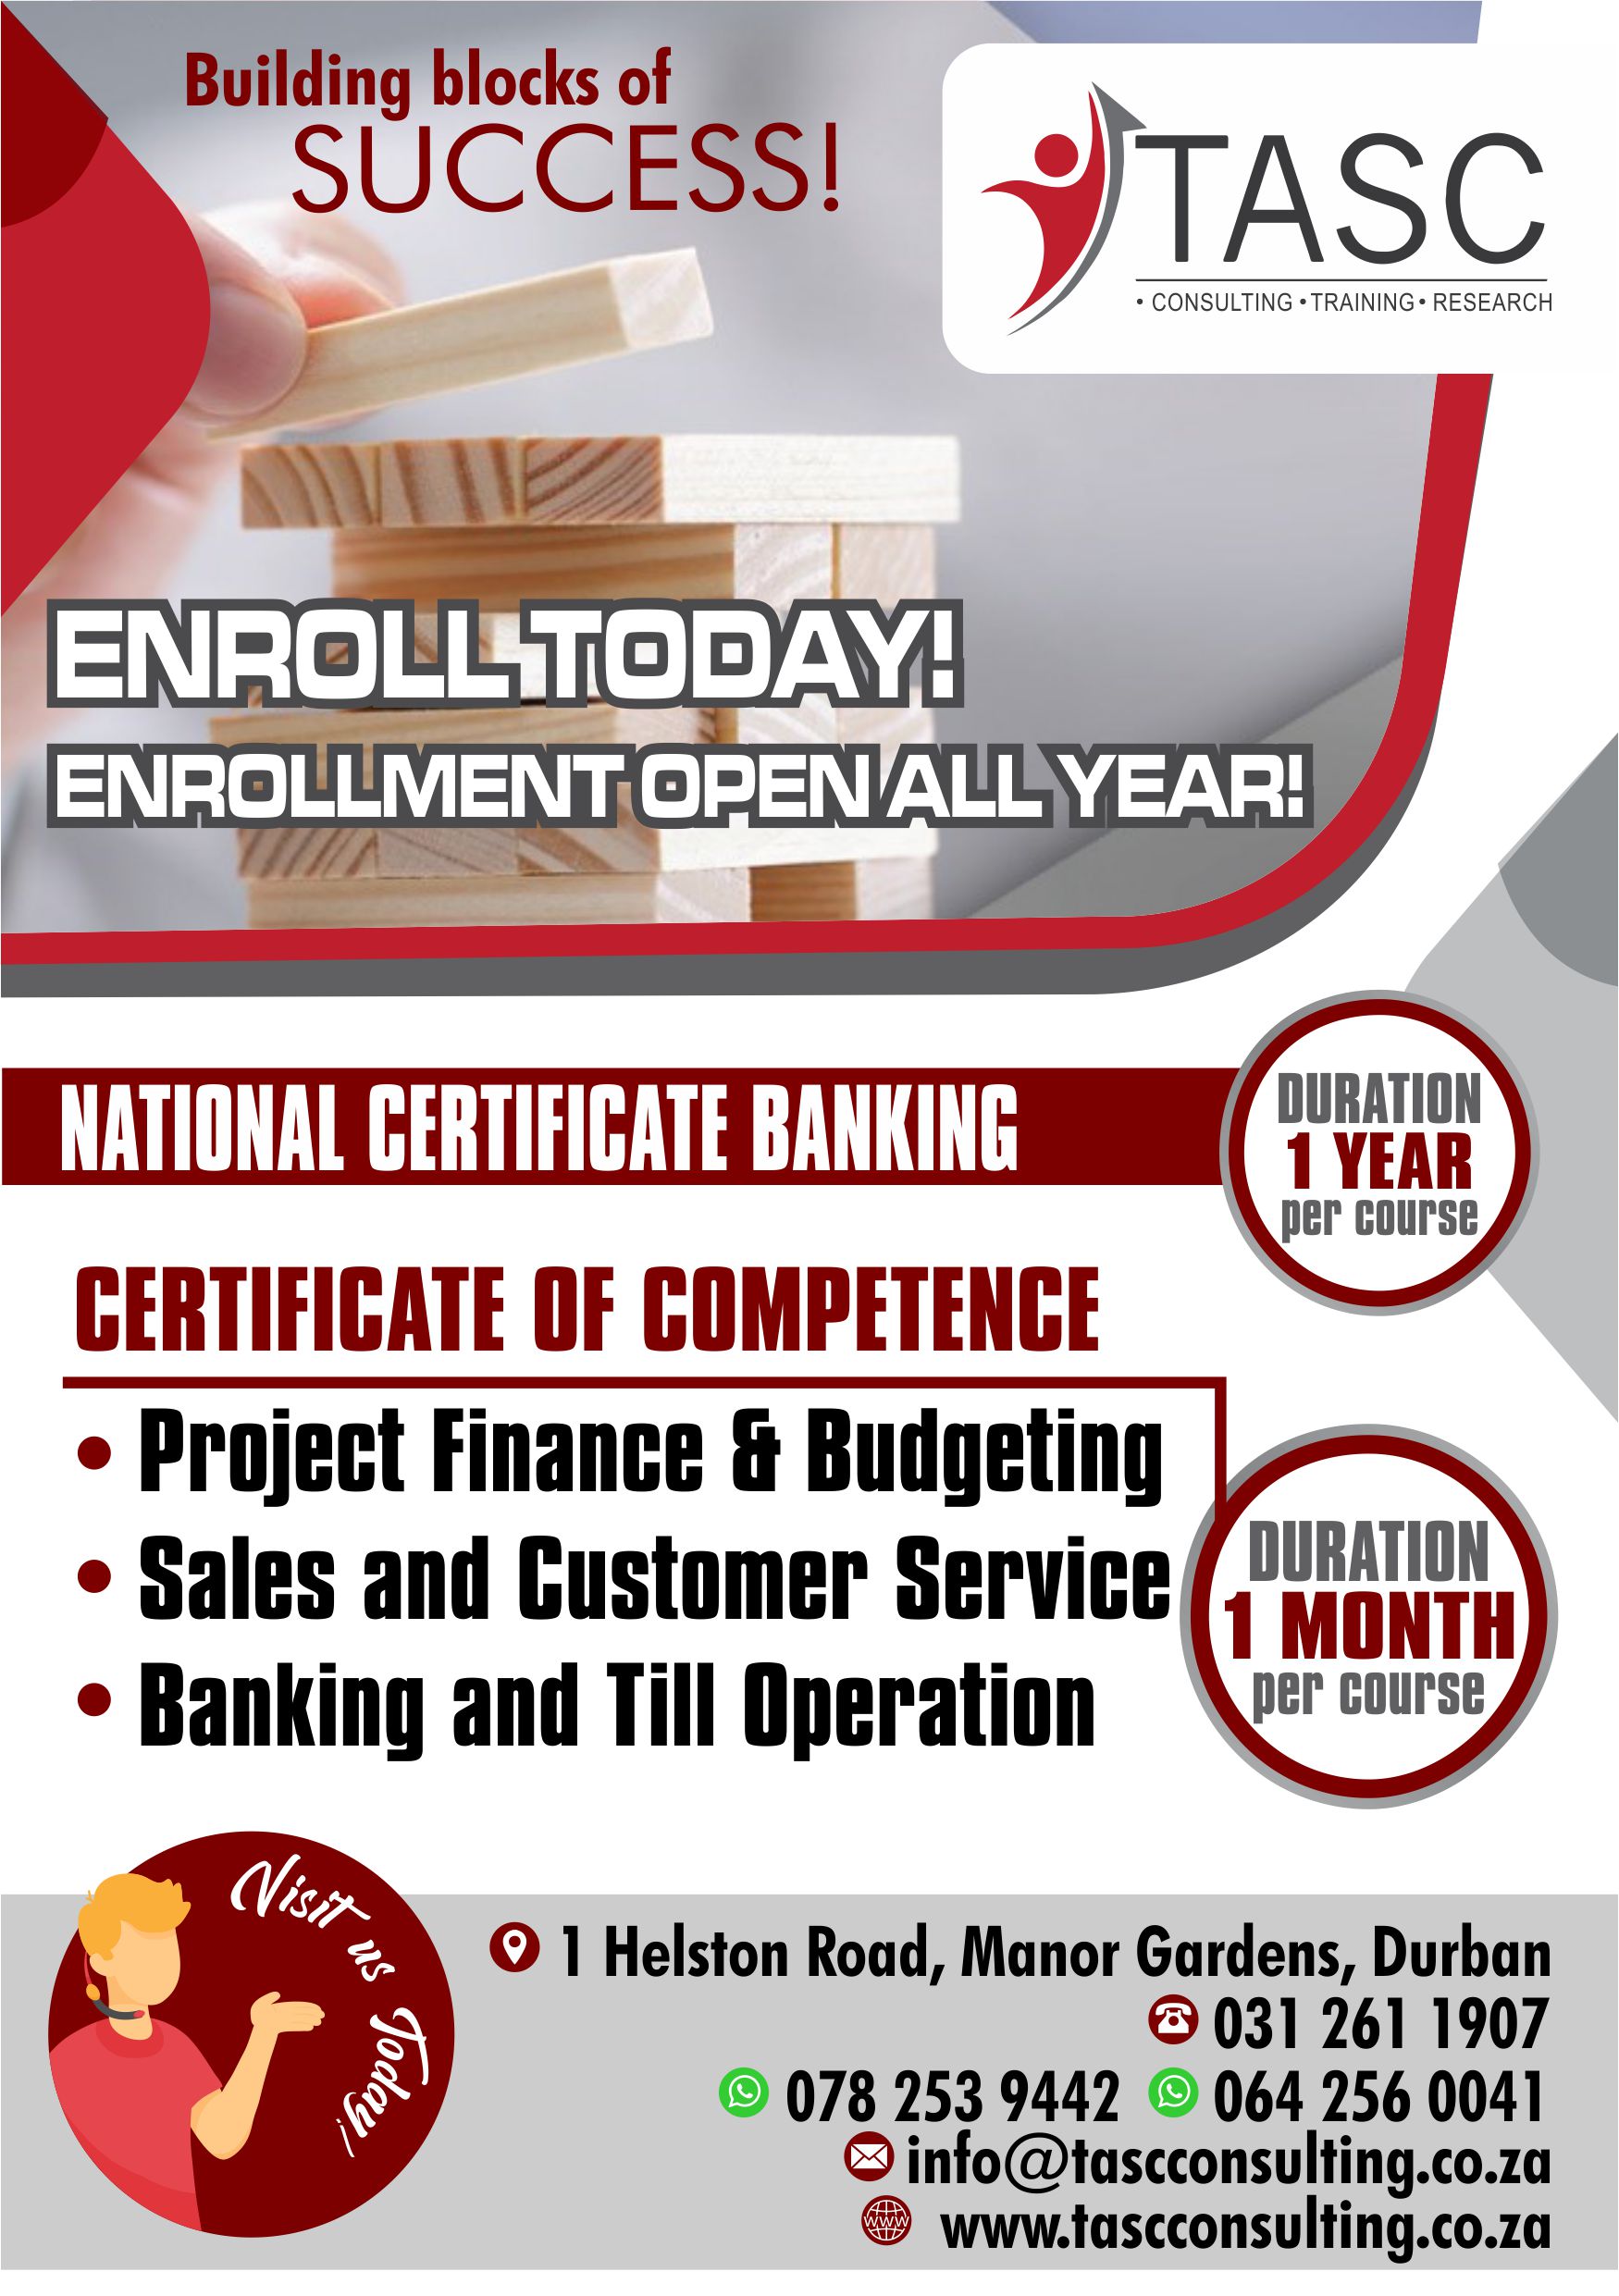 Building blocks of
SUCCESS!
TASC
• CONSULTING • TRAINING • RESEARCH
ENROLL TODAY!
ENROLLMENT OPEN ALL YEAR!
NATIONAL CERTIFICATE BANKING
DURATION
1 YEAR
per course
CERTIFICATE OF COMPETENCE
• Project Finance & Budgeting
• Sales and Customer Service
• Banking and Till Operation
DURATION
1 MONTH
per course
Visit us Today!
1 Helston Road, Manor Gardens, Durban
031 261 1907
078 253 9442 064 256 0041
info@tascconsulting.co.za
www www.tascconsulting.co.za